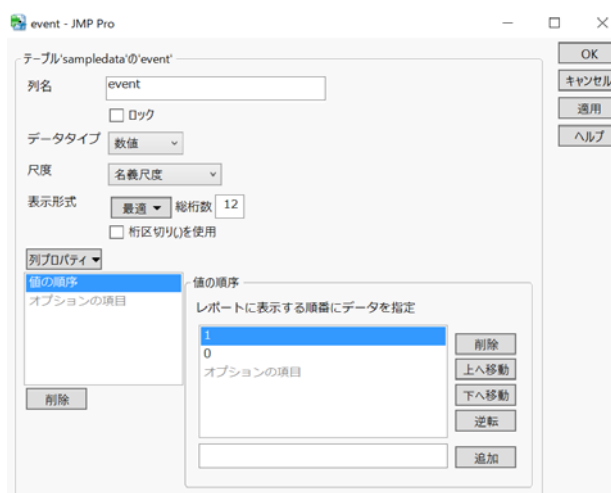 event - JMP Pro
テーブル'sampledata'の'event'
OK
列名
event
キャンセル
ロック
適用
データタイプ
数値
ヘルプ
尺度
名義尺度
表示形式
最適
総桁数
12
桁区切り(,)を使用
列プロパティ
値の順序
値の順序
オプションの項目
レポートに表示する順番にデータを指定
1
削除
0
オプションの項目
上へ移動
削除
下へ移動
逆転
追加